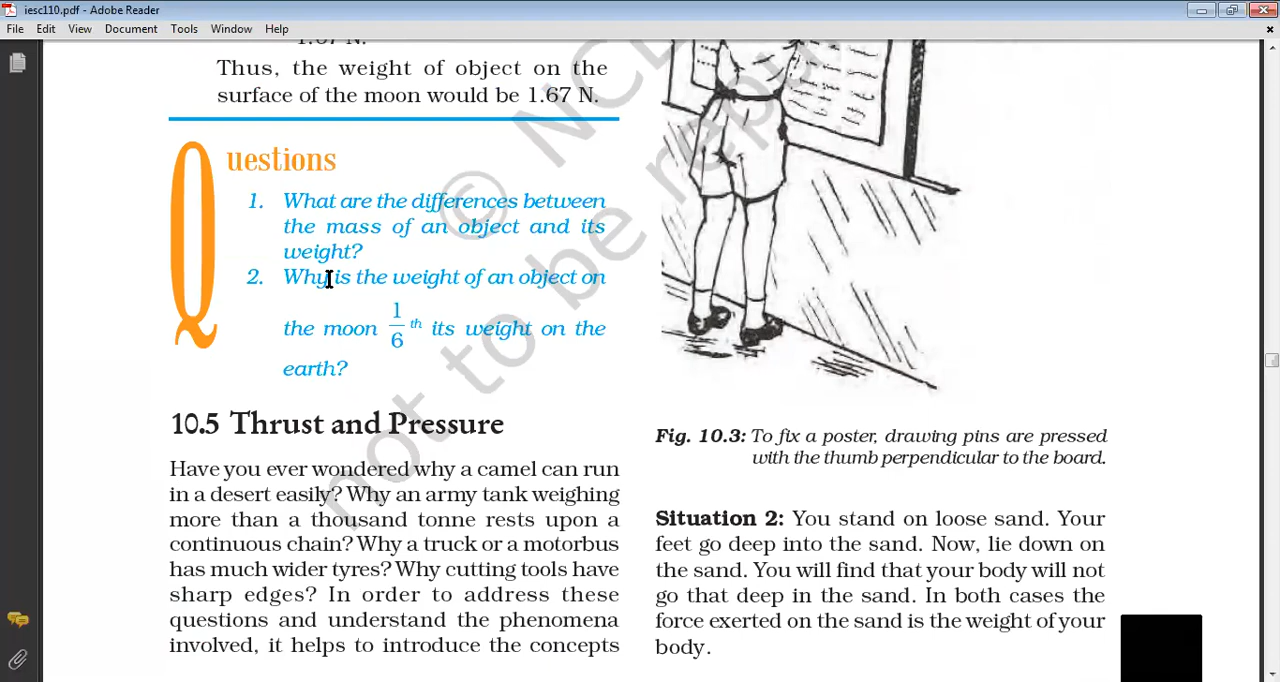 iesc110.pdf - Adobe Reader
File Edit View Document Tools Window Help
1.67 N.
Thus, the weight of object on the
surface of the moon would be 1.67 N.
Questions
1. What are the differences between
the mass of an object and its
weight?
2. Why is the weight of an object on
the moon 1/6 th its weight on the
earth?
10.5 Thrust and Pressure
Have you ever wondered why a camel can run
in a desert easily? Why an army tank weighing
more than a thousand tonne rests upon a
continuous chain? Why a truck or a motorbus
has much wider tyres? Why cutting tools have
sharp edges? In order to address these
questions and understand the phenomena
involved, it helps to introduce the concepts
Fig. 10.3: To fix a poster, drawing pins are pressed
with the thumb perpendicular to the board.
Situation 2: You stand on loose sand. Your
feet go deep into the sand. Now, lie down on
the sand. You will find that your body will not
go that deep in the sand. In both cases the
force exerted on the sand is the weight of your
body.
© NC
not to be repu